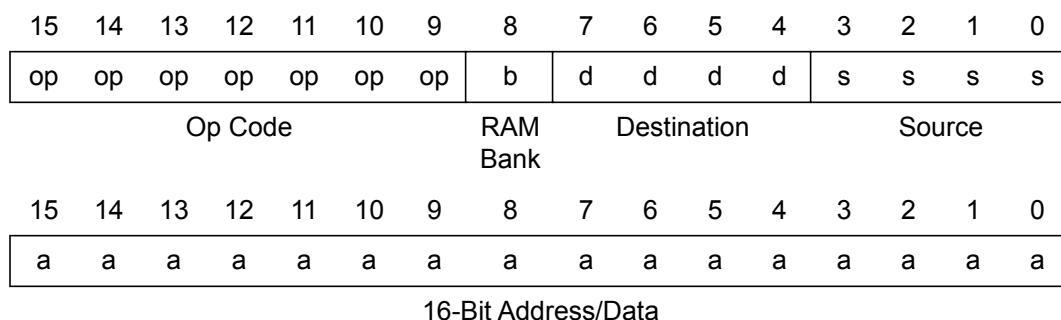 15 14 13 12 11 10 9 8 7 6 5 4 3 2 1 0
op op op op op op op b d d d d s s s s
Op Code RAM Bank Destination Source
15 14 13 12 11 10 9 8 7 6 5 4 3 2 1 0
a a a a a a a a a a a a a a a a
16-Bit Address/Data